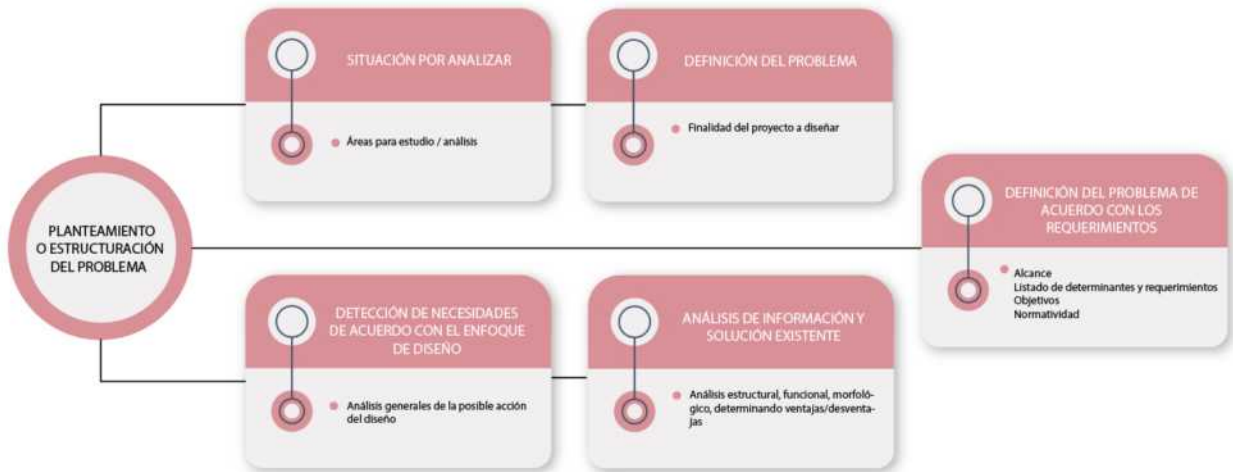 SITUACIÓN POR ANALIZAR
Áreas para estudio / análisis
DEFINICIÓN DEL PROBLEMA
Finalidad del proyecto a diseñar
PLANTEAMIENTO
O ESTRUCTURACIÓN
DEL PROBLEMA
DEFINICIÓN DEL PROBLEMA DE
ACUERDO CON LOS
REQUERIMIENTOS
Alcance
Listado de determinantes y requerimientos
Objetivos
Normatividad
DETECCIÓN DE NECESIDADES
DE ACUERDO CON EL ENFOQUE
DE DISEÑO
Análisis generales de la posible acción
del diseño
ANÁLISIS DE INFORMACIÓN Y
SOLUCIÓN EXISTENTE
Análisis estructural, funcional, morfoló-
gico, determinando ventajas/desventa-
jas